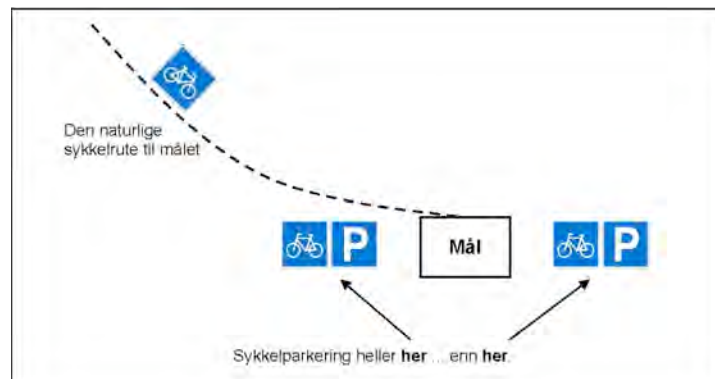 Den naturlige
sykkelrute til målet
P
Mål
P
Sykkelparkering heller her ... enn her.